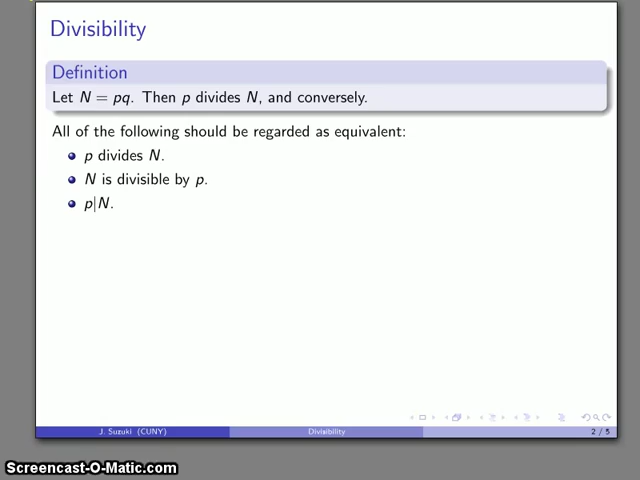 Divisibility
Definition
Let N = pq. Then p divides N, and conversely.
All of the following should be regarded as equivalent:
p divides N.
N is divisible by p.
p|N.
J. Suzuki (CUNY)
Divisibility
2 / 5
Screencast-O-Matic.com